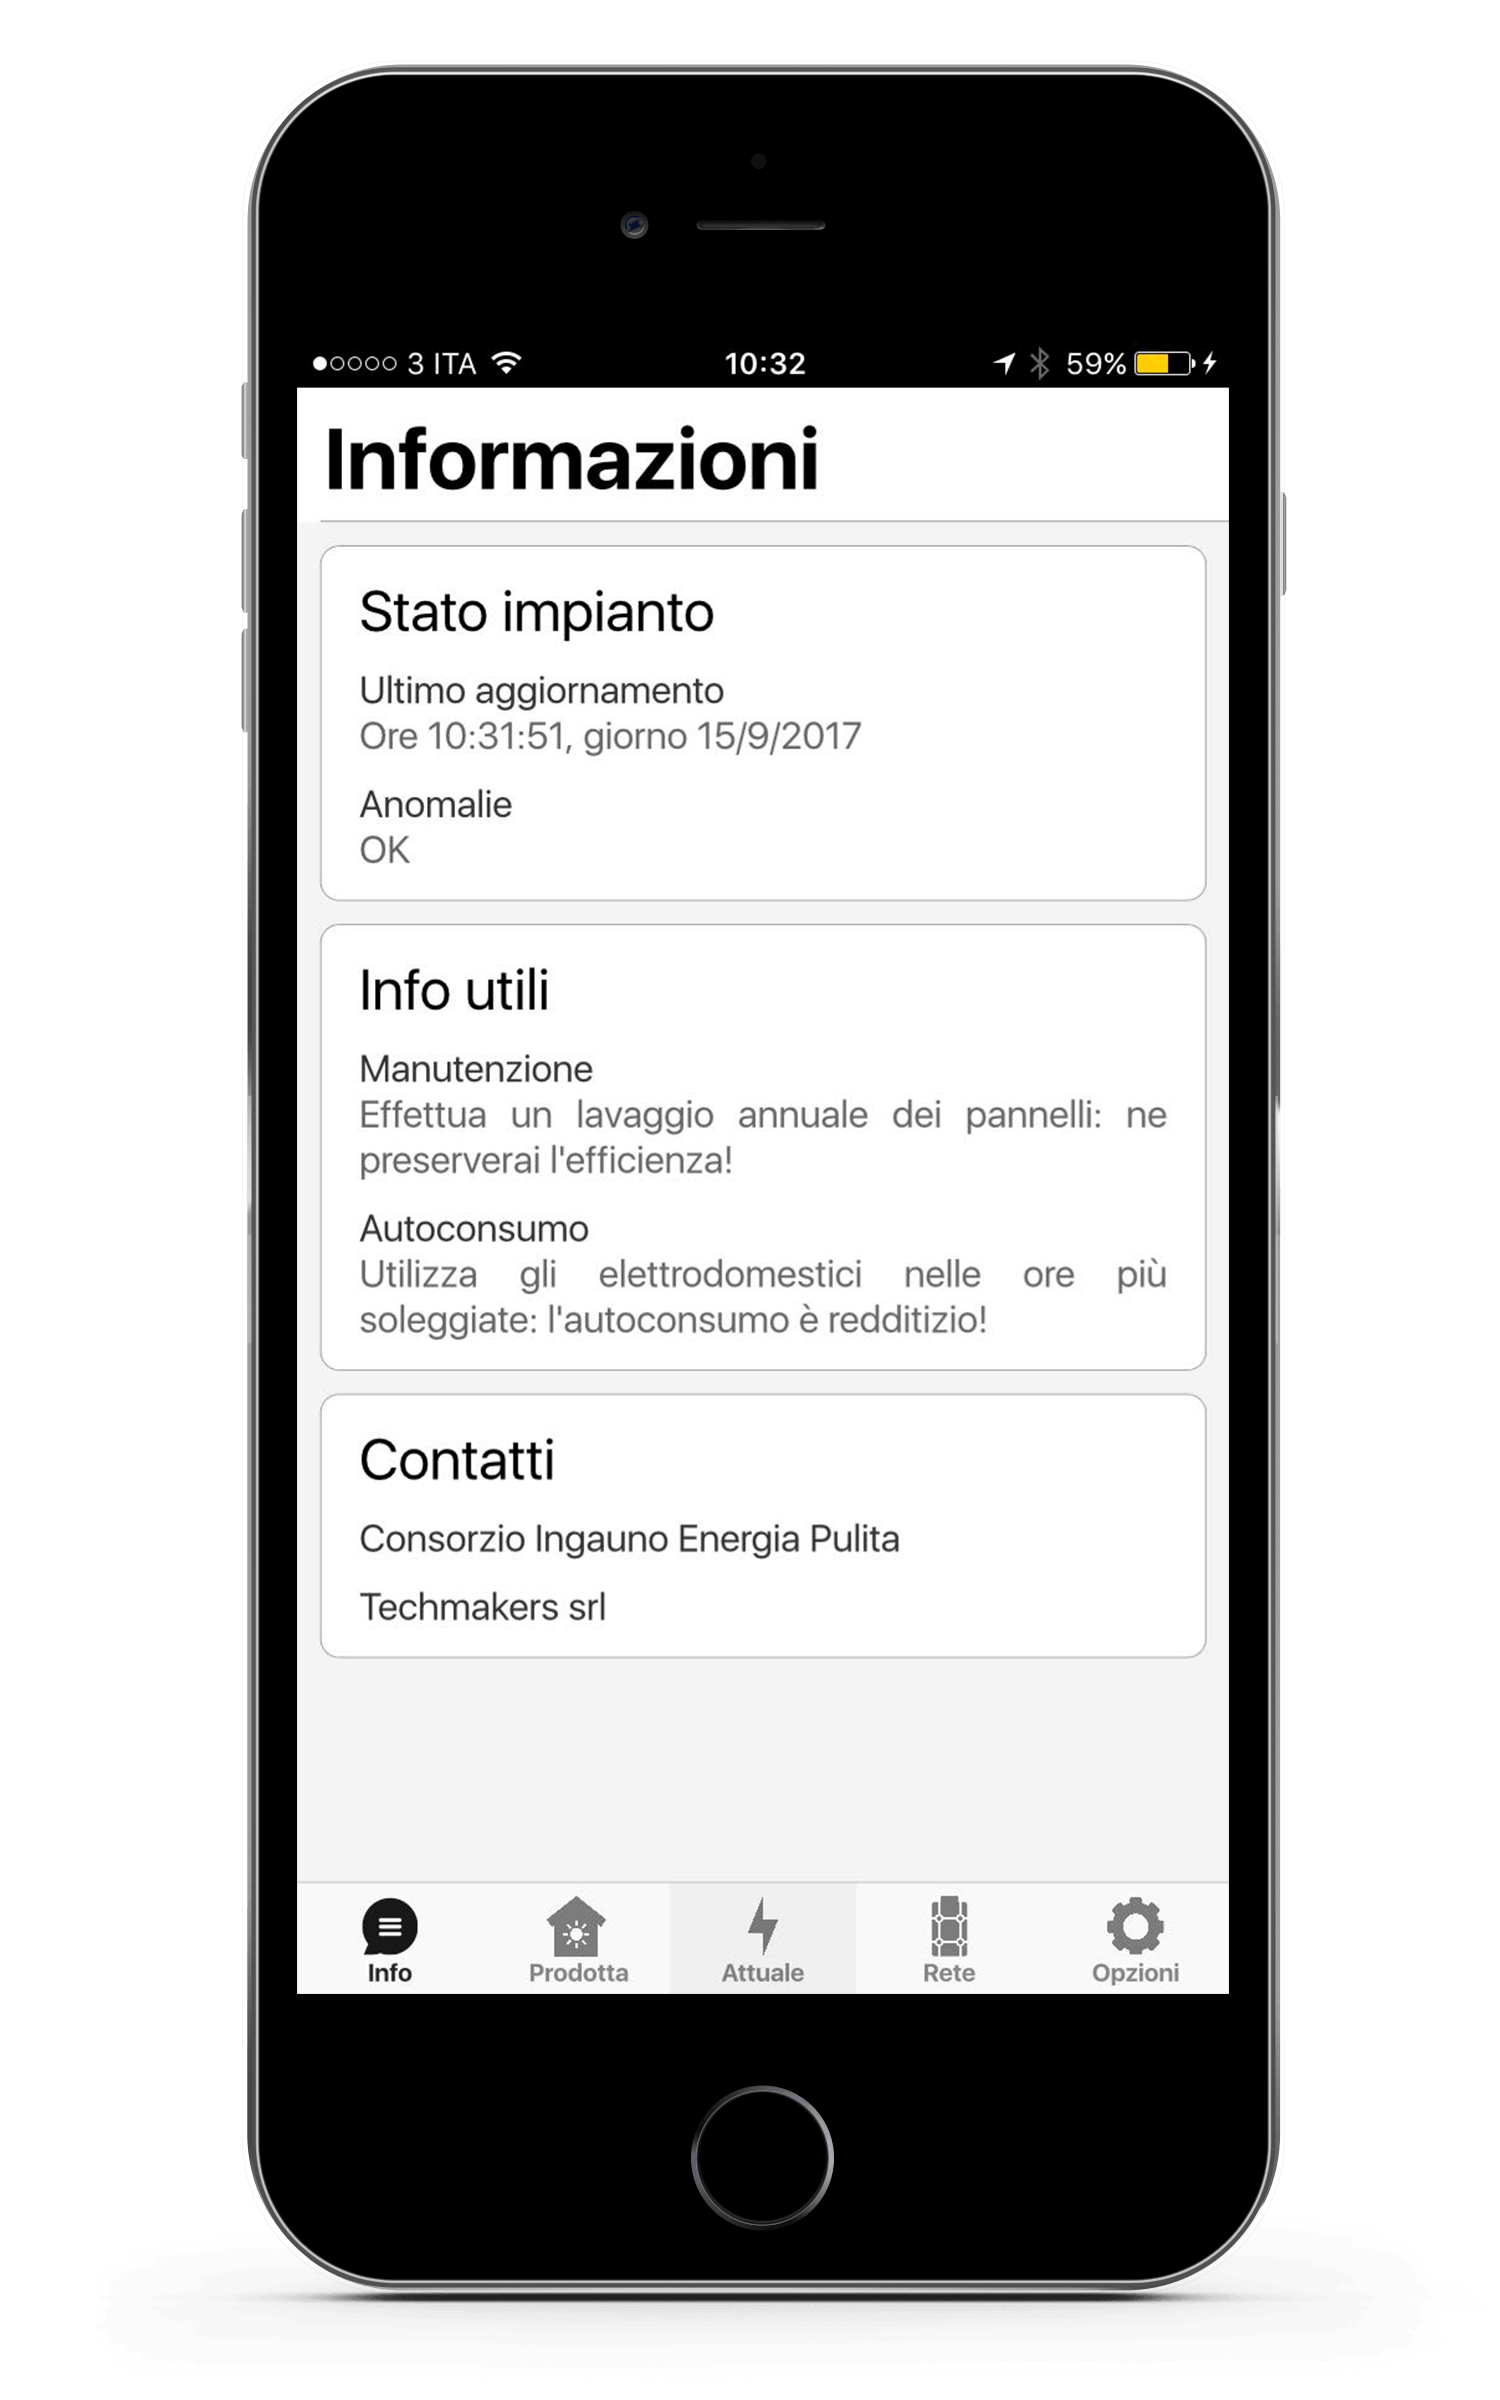 3 ITA
10:32
59%
Informazioni
Stato impianto
Ultimo aggiornamento
Ore 10:31:51, giorno 15/9/2017
Anomalie
OK
Info utili
Manutenzione
Effettua un lavaggio annuale dei pannelli: ne
preserverai l'efficienza!
Autoconsumo
Utilizza gli elettrodomestici nelle ore più
soleggiate: l'autoconsumo è redditizio!
Contatti
Consorzio Ingauno Energia Pulita
Techmakers srl
Info
Prodotta
Attuale
Rete
Opzioni